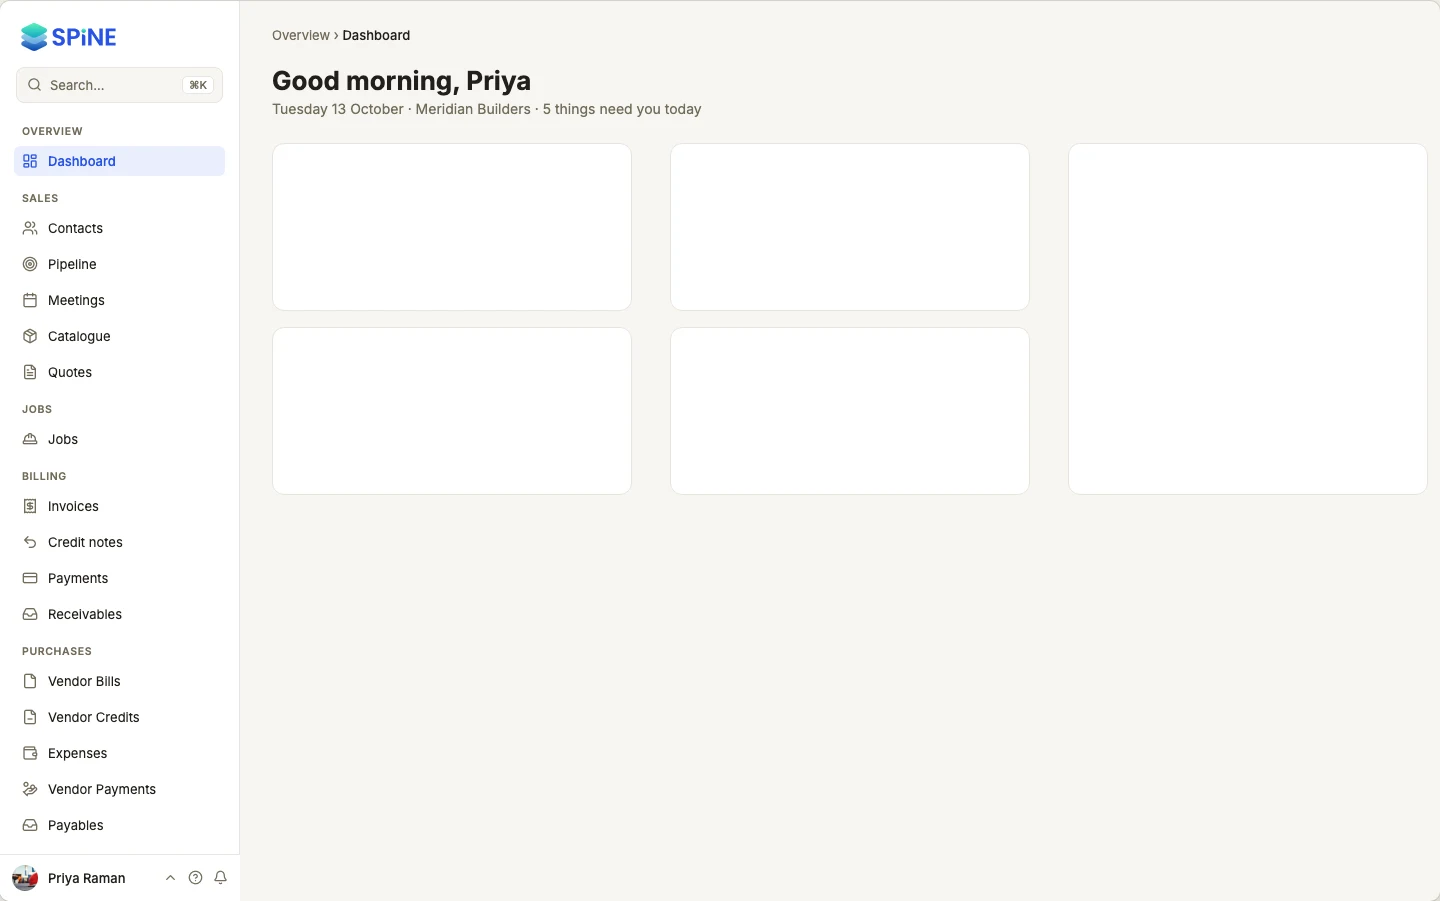 SPiNE
Search...
⌘K
OVERVIEW
Dashboard
SALES
Contacts
Pipeline
Meetings
Catalogue
Quotes
JOBS
Jobs
BILLING
Invoices
Credit notes
Payments
Receivables
PURCHASES
Vendor Bills
Vendor Credits
Expenses
Vendor Payments
Payables
Priya Raman
Overview › Dashboard
Good morning, Priya
Tuesday 13 October · Meridian Builders · 5 things need you today